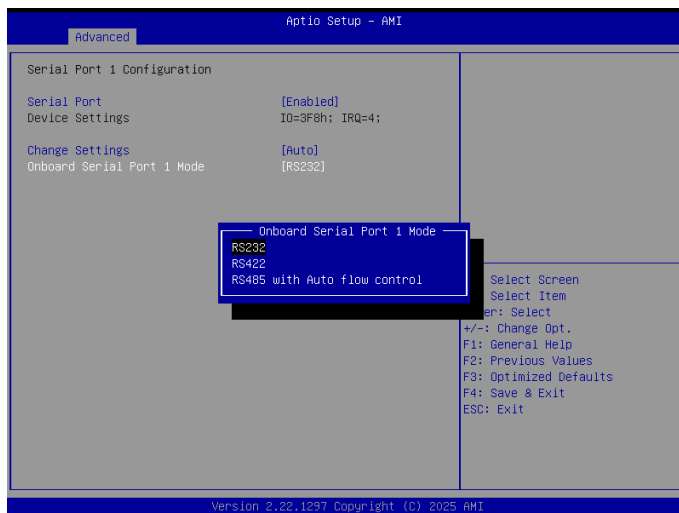 Aptio Setup – AMI
Advanced
Serial Port 1 Configuration
Serial Port [Enabled]
Device Settings IO=3F8h; IRQ=4;
Change Settings [Auto]
Onboard Serial Port 1 Mode [RS232]
Onboard Serial Port 1 Mode
RS232
RS422
RS485 with Auto flow control
Select Screen
Select Item
er: Select
+/-: Change Opt.
F1: General Help
F2: Previous Values
F3: Optimized Defaults
F4: Save & Exit
ESC: Exit
Version 2.22.1297 Copyright (C) 2025 AMI